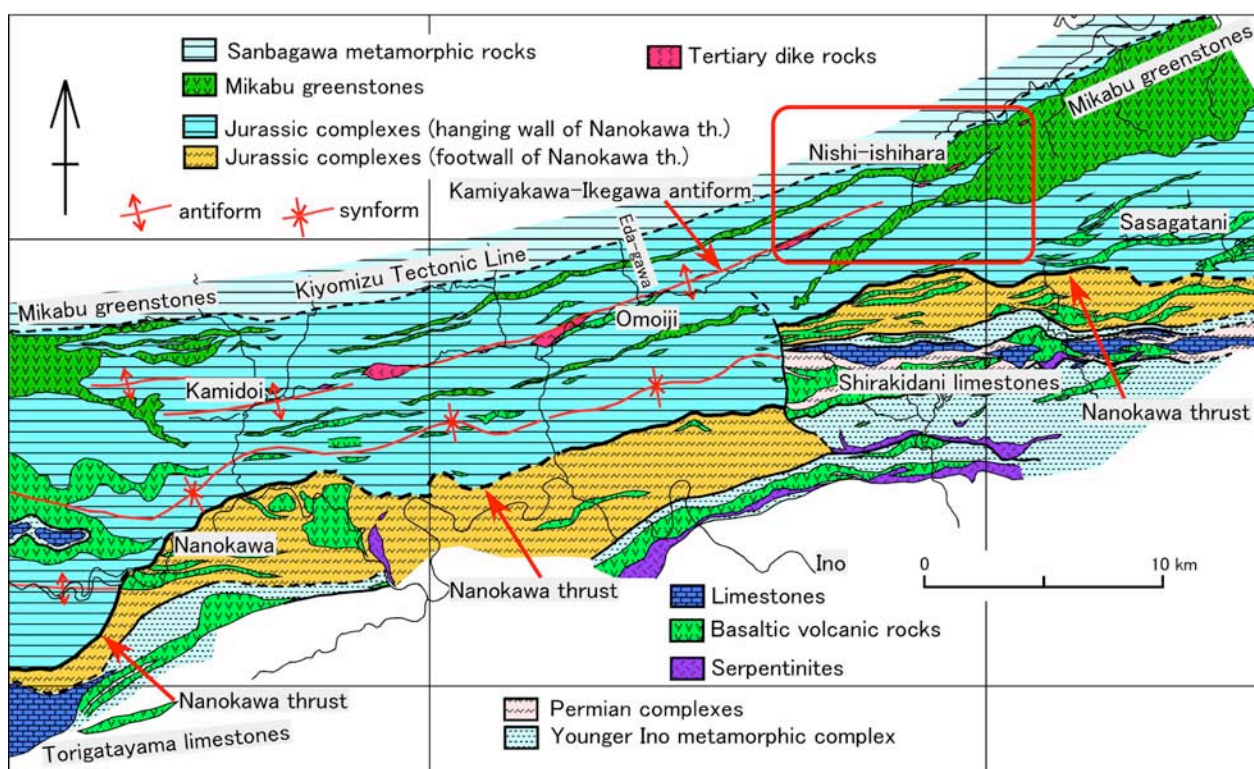 Sanbagawa metamorphic rocks
Tertiary dike rocks
Mikabu greenstones
Mikabu greenstones
Jurassic complexes (hanging wall of Nanokawa th.)
Jurassic complexes (footwall of Nanokawa th.)
Nishi-ishihara
Kamiyakawa-Ikegawa antiform
antiform
synform
Sasagatani
Eda-gawa
Kiyomizu Tectonic Line
Mikabu greenstones
Omoiji
Kamidoi
Shirakidani limestones
Nanokawa thrust
Nanokawa
Ino
0
10 km
Nanokawa thrust
Limestones
Basaltic volcanic rocks
Serpentinites
Nanokawa thrust
Permian complexes
Torigatayama limestones
Younger Ino metamorphic complex